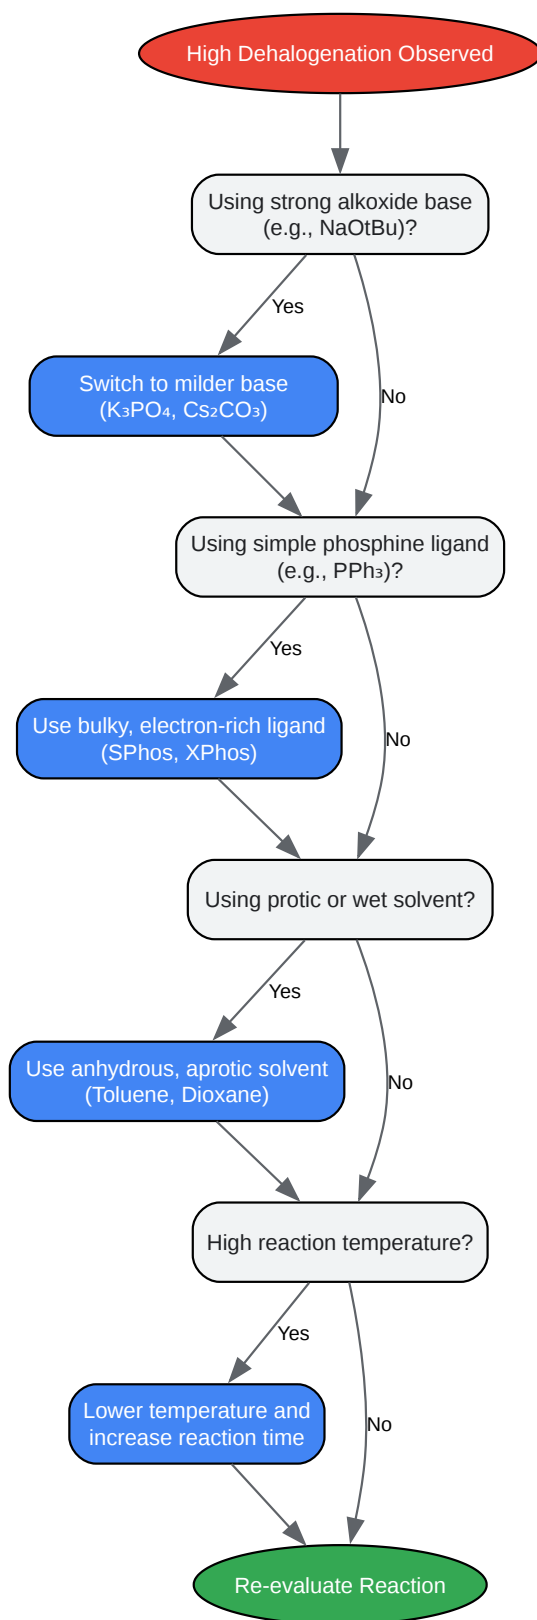 High Dehalogenation Observed
Using strong alkoxide base
(e.g., NaOtBu)?
Yes
Switch to milder base
(K₃PO₄, Cs₂CO₃)
No
Using simple phosphine ligand
(e.g., PPh₃)?
Yes
Use bulky, electron-rich ligand
(SPhos, XPhos)
No
Using protic or wet solvent?
Yes
Use anhydrous, aprotic solvent
(Toluene, Dioxane)
No
High reaction temperature?
Yes
Lower temperature and
increase reaction time
No
Re-evaluate Reaction